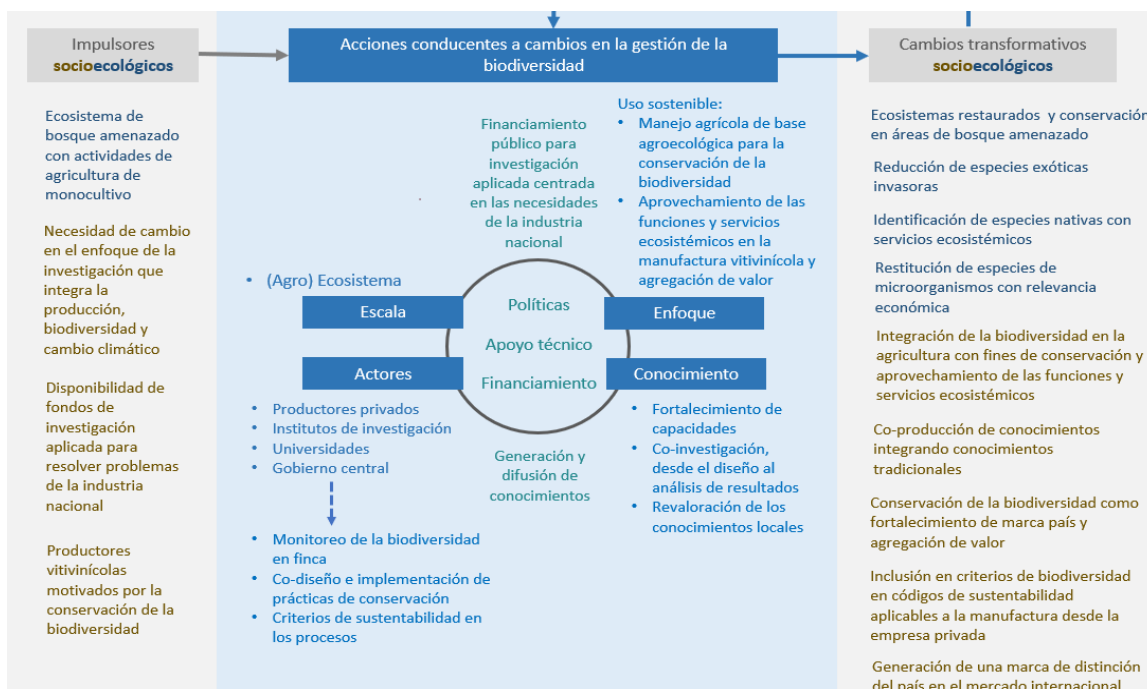 Impulsores
socioecológicos
Ecosistema de
bosque amenazado
con actividades de
agricultura de
monocultivo
Necesidad de cambio
en el enfoque de la
investigación que
integra la
producción,
biodiversidad y
cambio climático
Disponibilidad de
fondos de
investigación
aplicada para
resolver problemas
de la industria
nacional
Productores
vitivinícolas
motivados por la
conservación de la
biodiversidad
Acciones conducentes a cambios en la gestión de la
biodiversidad
Financiamiento
público para
investigación
aplicada centrada
en las necesidades
de la industria
nacional
Uso sostenible:
• Manejo agrícola de base
agroecológica para la
conservación de la
biodiversidad
• Aprovechamiento de las
funciones y servicios
ecosistémicos en la
manufactura vitivinícola y
agregación de valor
• (Agro) Ecosistema
Escala
Políticas
Enfoque
Apoyo técnico
Actores
Financiamiento
Conocimiento
• Productores privados
• Institutos de investigación
• Universidades
• Gobierno central
Generación y
difusión de
conocimientos
• Fortalecimiento de
capacidades
• Co-investigación,
desde el diseño al
análisis de resultados
• Revaloración de los
conocimientos locales
• Monitoreo de la biodiversidad
en finca
• Co-diseño e implementación de
prácticas de conservación
• Criterios de sustentabilidad en
los procesos
Cambios transformativos
socioecológicos
Ecosistemas restaurados y conservación
en áreas de bosque amenazado
Reducción de especies exóticas
invasoras
Identificación de especies nativas con
servicios ecosistémicos
Restitución de especies de
microorganismos con relevancia
económica
Integración de la biodiversidad en la
agricultura con fines de conservación y
aprovechamiento de las funciones y
servicios ecosistémicos
Co-producción de conocimientos
integrando conocimientos
tradicionales
Conservación de la biodiversidad como
fortalecimiento de marca país y
agregación de valor
Inclusión en criterios de biodiversidad
en códigos de sustentabilidad
aplicables a la manufactura desde la
empresa privada
Generación de una marca de distinción
del país en el mercado internacional